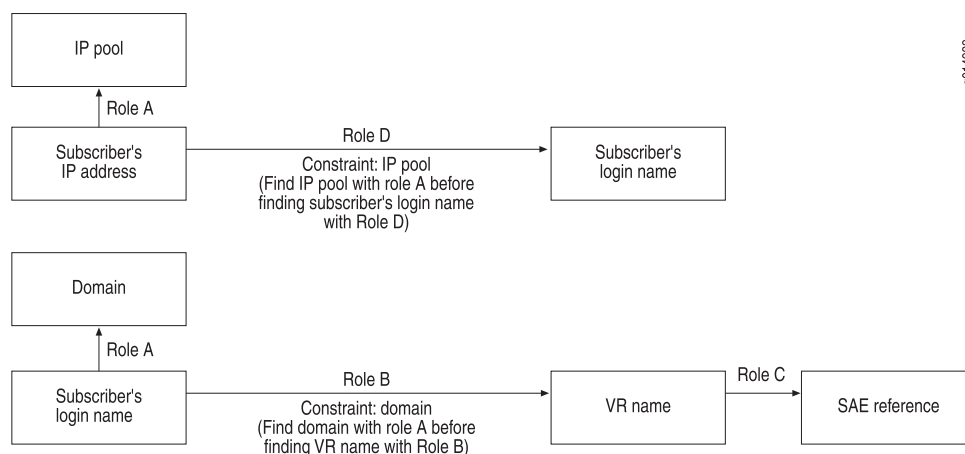 IP pool
Role A
Subscriber's
IP address
Role D
Constraint: IP pool
(Find IP pool with role A before
finding subscriber's login name
with Role D)
Subscriber's
login name
Domain
Role A
Subscriber's
login name
Role B
Constraint: domain
(Find domain with role A before
finding VR name with Role B)
VR name
Role C
SAE reference